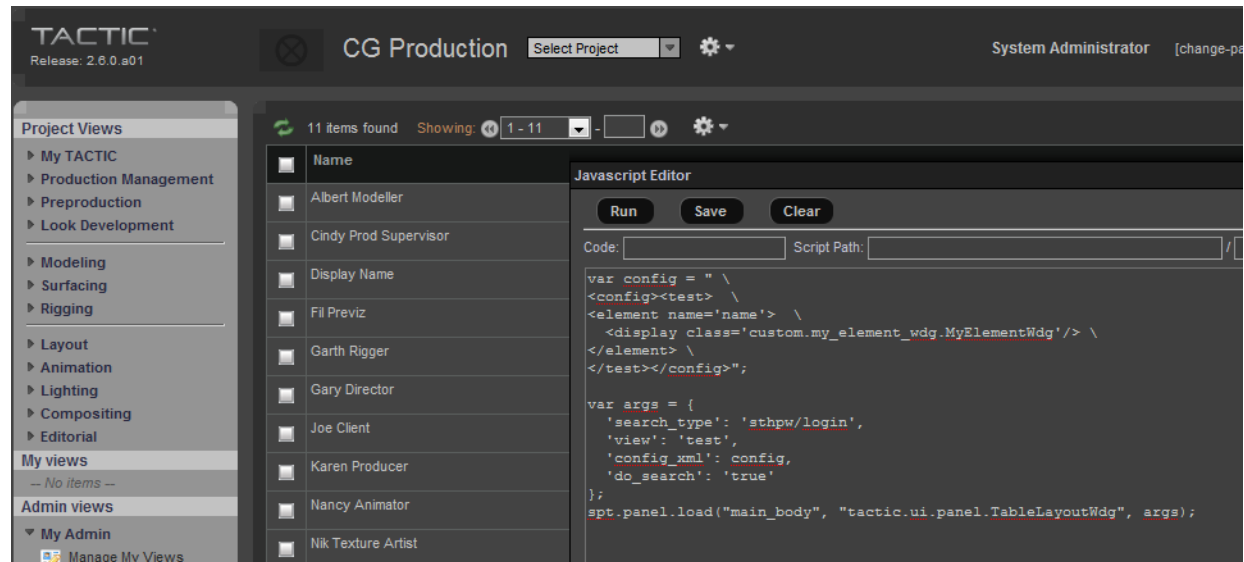 TACTIC
Release: 2.6.0.a01
CG Production
Select Project
System Administrator
[change-pa
Project Views
My TACTIC
Production Management
Preproduction
Look Development
Modeling
Surfacing
Rigging
Layout
Animation
Lighting
Compositing
Editorial
My views
-- No items --
Admin views
My Admin
Manage My Views
11 items found Showing: 1 - 11 -
Name
Albert Modeller
Cindy Prod Supervisor
Display Name
Fil Previz
Garth Rigger
Gary Director
Joe Client
Karen Producer
Nancy Animator
Nik Texture Artist
Javascript Editor
Run Save Clear
Code: Script Path: /
var config = " \
<config><test> \
<element name='name'> \
<display class='custom.my_element_wdg.MyElementWdg'/> \
</element> \
</test></config>";
var args = {
'search_type': 'sthpw/login',
'view': 'test',
'config_xml': config,
'do_search': 'true'
};
spt.panel.load("main_body", "tactic.ui.panel.TableLayoutWdg", args);